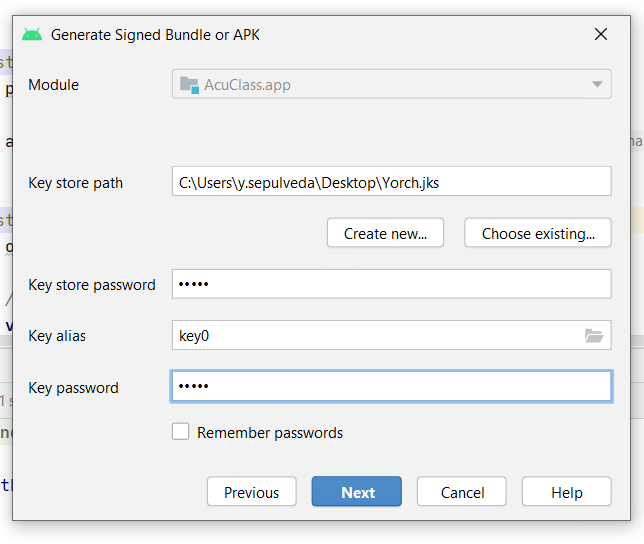 Generate Signed Bundle or APK
Module
AcuClass.app
Key store path
C:\Users\y.sepulveda\Desktop\Yorch.jks
Create new... Choose existing...
Key store password •••••
Key alias
key0
Key password •••••
Remember passwords
Previous Next Cancel Help